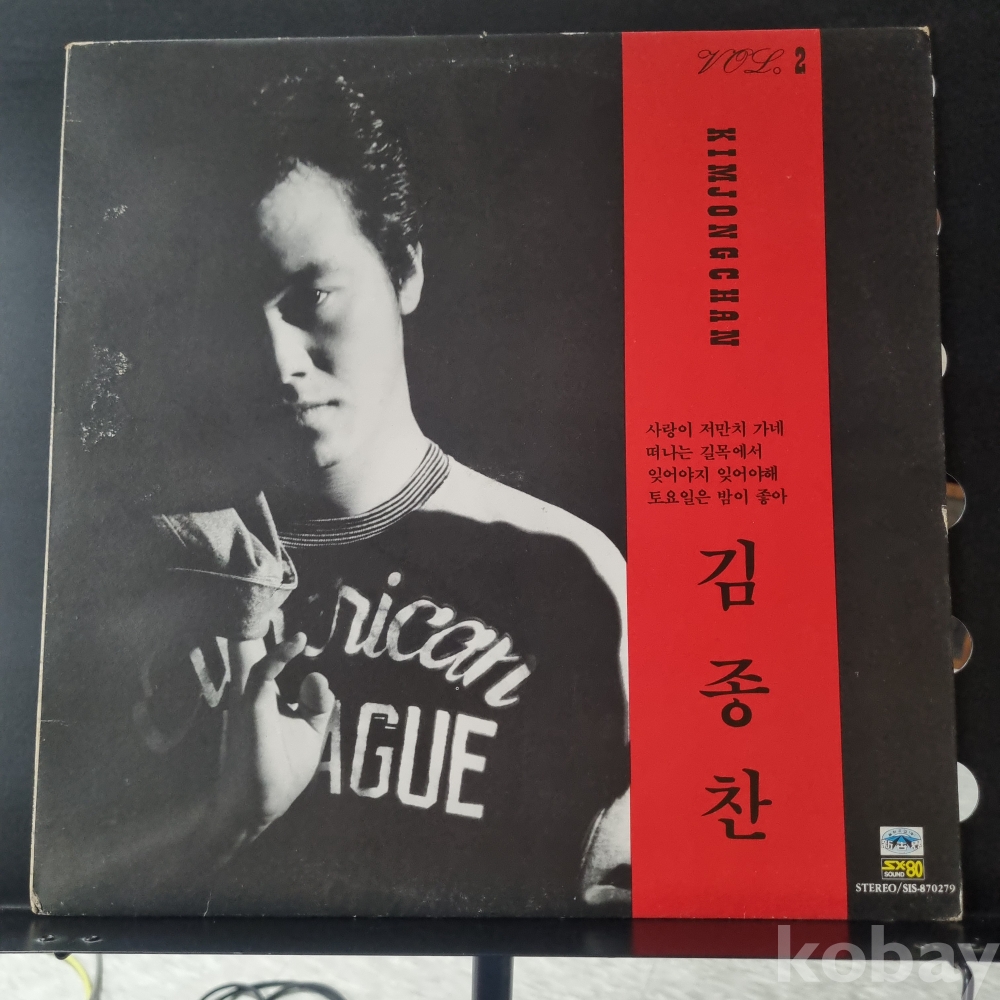 VOL. 2
KIMJONGCHAN
사랑이 저만치 가네
떠나는 길목에서
잊어야지 잊어야해
토요일은 밤이 좋아
김종찬
rican
AGUE
SX-80
SOUND
STEREO/SIS-870279
kobay